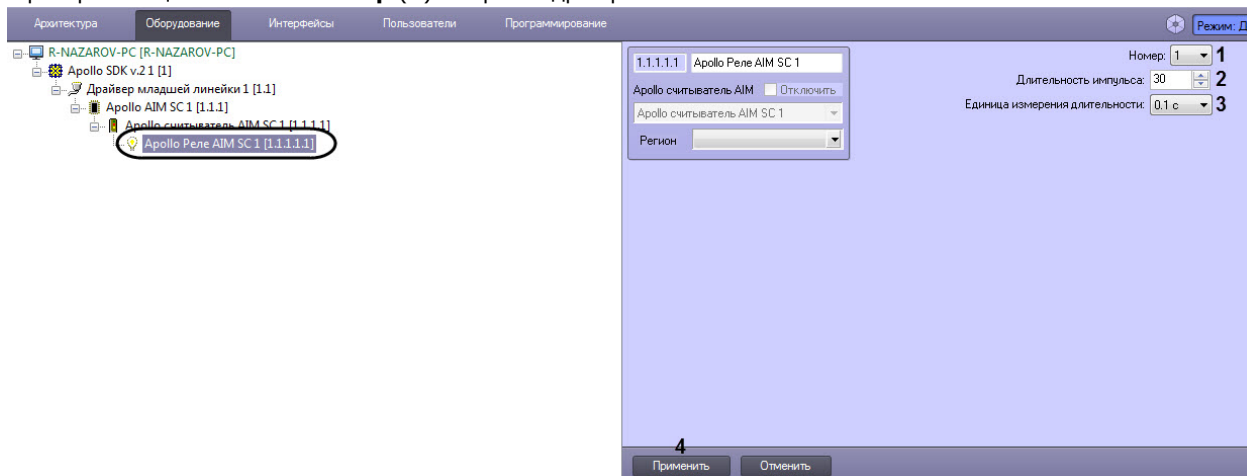 Архитектура Оборудование Интерфейсы Пользователи Программирование Режим: Д
R-NAZAROV-PC [R-NAZAROV-PC]
Apollo SDK v.2 1 [1]
Драйвер младшей линейки 1 [1.1]
Apollo AIM SC 1 [1.1.1]
Apollo считыватель AIM SC 1 [1.1.1.1]
Apollo Реле AIM SC 1 [1.1.1.1.1]
1.1.1.1.1 Apollo Реле AIM SC 1
Apollo считыватель AIM Отключить
Apollo считыватель AIM SC 1
Регион
Номер: 1 1
Длительность импульса: 30 2
Единица измерения длительности: 0.1 с 3
4
Применить Отменить